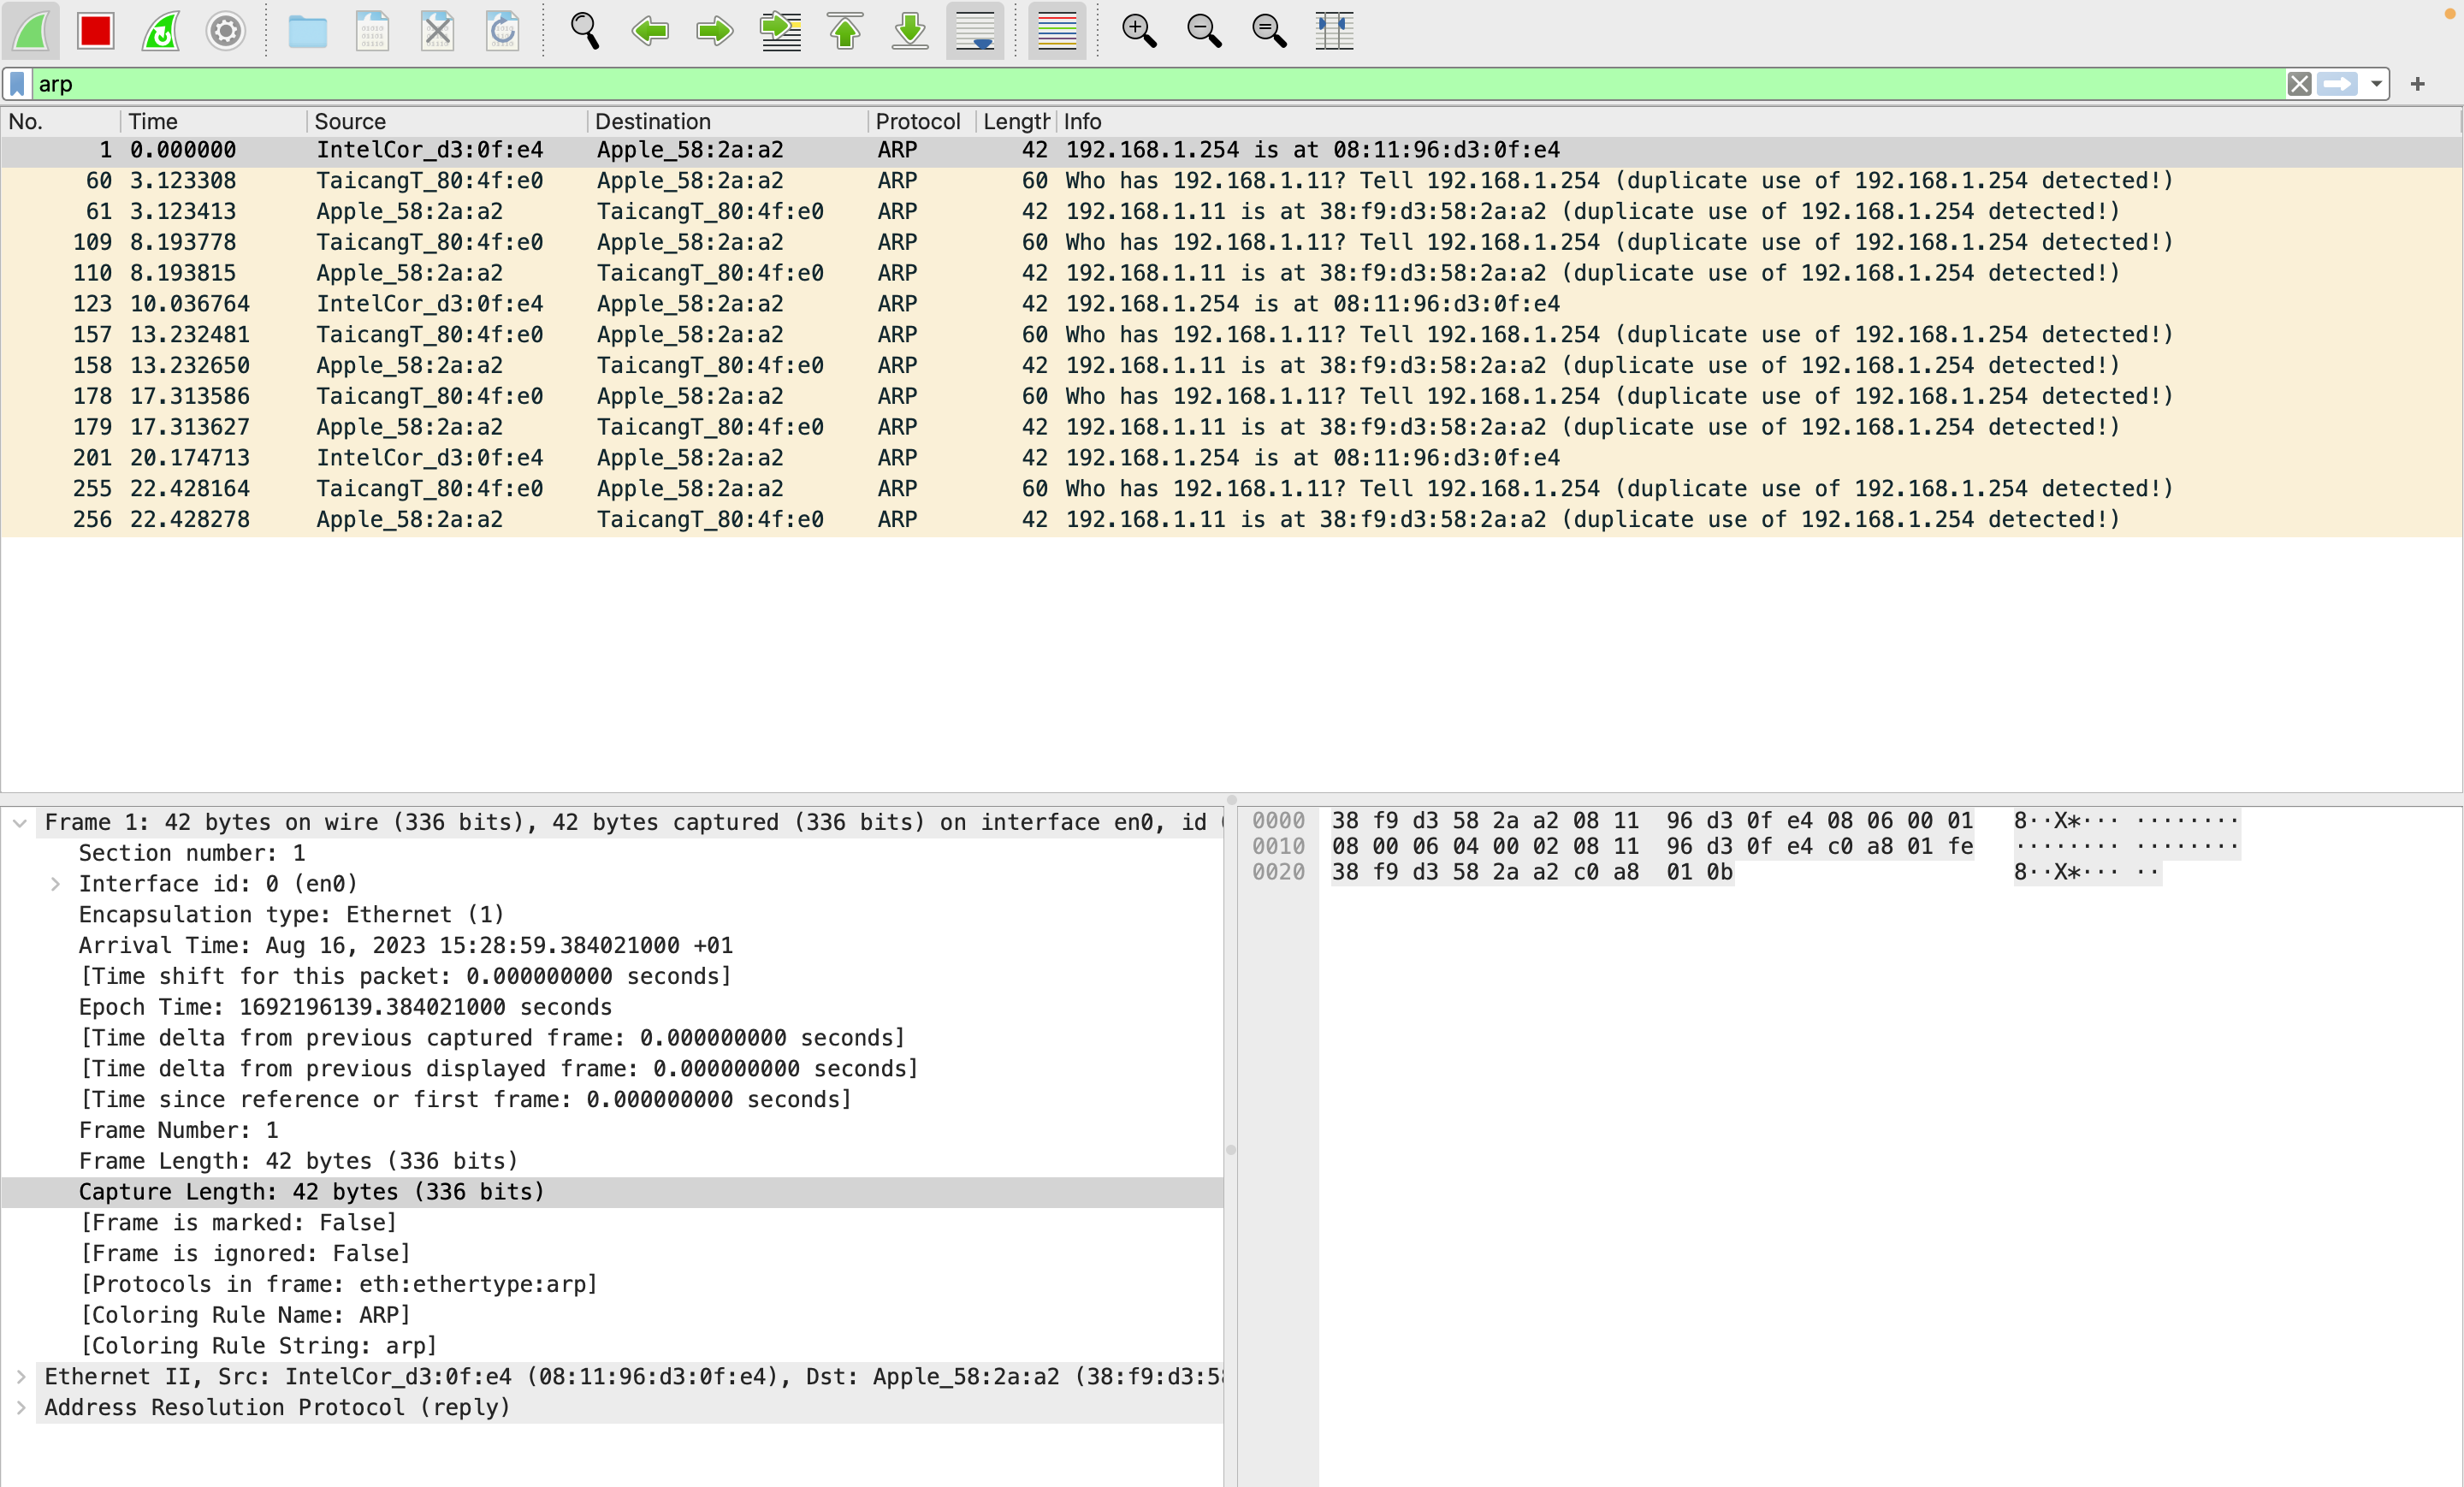 arp
No. Time Source Destination Protocol Length Info
1 0.000000 IntelCor_d3:0f:e4 Apple_58:2a:a2 ARP 42 192.168.1.254 is at 08:11:96:d3:0f:e4
60 3.123308 TaicangT_80:4f:e0 Apple_58:2a:a2 ARP 60 Who has 192.168.1.11? Tell 192.168.1.254 (duplicate use of 192.168.1.254 detected!)
61 3.123413 Apple_58:2a:a2 TaicangT_80:4f:e0 ARP 42 192.168.1.11 is at 38:f9:d3:58:2a:a2 (duplicate use of 192.168.1.254 detected!)
109 8.193778 TaicangT_80:4f:e0 Apple_58:2a:a2 ARP 60 Who has 192.168.1.11? Tell 192.168.1.254 (duplicate use of 192.168.1.254 detected!)
110 8.193815 Apple_58:2a:a2 TaicangT_80:4f:e0 ARP 42 192.168.1.11 is at 38:f9:d3:58:2a:a2 (duplicate use of 192.168.1.254 detected!)
123 10.036764 IntelCor_d3:0f:e4 Apple_58:2a:a2 ARP 42 192.168.1.254 is at 08:11:96:d3:0f:e4
157 13.232481 TaicangT_80:4f:e0 Apple_58:2a:a2 ARP 60 Who has 192.168.1.11? Tell 192.168.1.254 (duplicate use of 192.168.1.254 detected!)
158 13.232650 Apple_58:2a:a2 TaicangT_80:4f:e0 ARP 42 192.168.1.11 is at 38:f9:d3:58:2a:a2 (duplicate use of 192.168.1.254 detected!)
178 17.313586 TaicangT_80:4f:e0 Apple_58:2a:a2 ARP 60 Who has 192.168.1.11? Tell 192.168.1.254 (duplicate use of 192.168.1.254 detected!)
179 17.313627 Apple_58:2a:a2 TaicangT_80:4f:e0 ARP 42 192.168.1.11 is at 38:f9:d3:58:2a:a2 (duplicate use of 192.168.1.254 detected!)
201 20.174713 IntelCor_d3:0f:e4 Apple_58:2a:a2 ARP 42 192.168.1.254 is at 08:11:96:d3:0f:e4
255 22.428164 TaicangT_80:4f:e0 Apple_58:2a:a2 ARP 60 Who has 192.168.1.11? Tell 192.168.1.254 (duplicate use of 192.168.1.254 detected!)
256 22.428278 Apple_58:2a:a2 TaicangT_80:4f:e0 ARP 42 192.168.1.11 is at 38:f9:d3:58:2a:a2 (duplicate use of 192.168.1.254 detected!)
Frame 1: 42 bytes on wire (336 bits), 42 bytes captured (336 bits) on interface en0, id
Section number: 1
Interface id: 0 (en0)
Encapsulation type: Ethernet (1)
Arrival Time: Aug 16, 2023 15:28:59.384021000 +01
[Time shift for this packet: 0.000000000 seconds]
Epoch Time: 1692196139.384021000 seconds
[Time delta from previous captured frame: 0.000000000 seconds]
[Time delta from previous displayed frame: 0.000000000 seconds]
[Time since reference or first frame: 0.000000000 seconds]
Frame Number: 1
Frame Length: 42 bytes (336 bits)
Capture Length: 42 bytes (336 bits)
[Frame is marked: False]
[Frame is ignored: False]
[Protocols in frame: eth:ethertype:arp]
[Coloring Rule Name: ARP]
[Coloring Rule String: arp]
Ethernet II, Src: IntelCor_d3:0f:e4 (08:11:96:d3:0f:e4), Dst: Apple_58:2a:a2 (38:f9:d3:58
Address Resolution Protocol (reply)
0000 38 f9 d3 58 2a a2 08 11 96 d3 0f e4 08 06 00 01 8··X*··· ········
0010 08 00 06 04 00 02 08 11 96 d3 0f e4 c0 a8 01 fe ········ ········
0020 38 f9 d3 58 2a a2 c0 a8 01 0b 8··X*··· ··